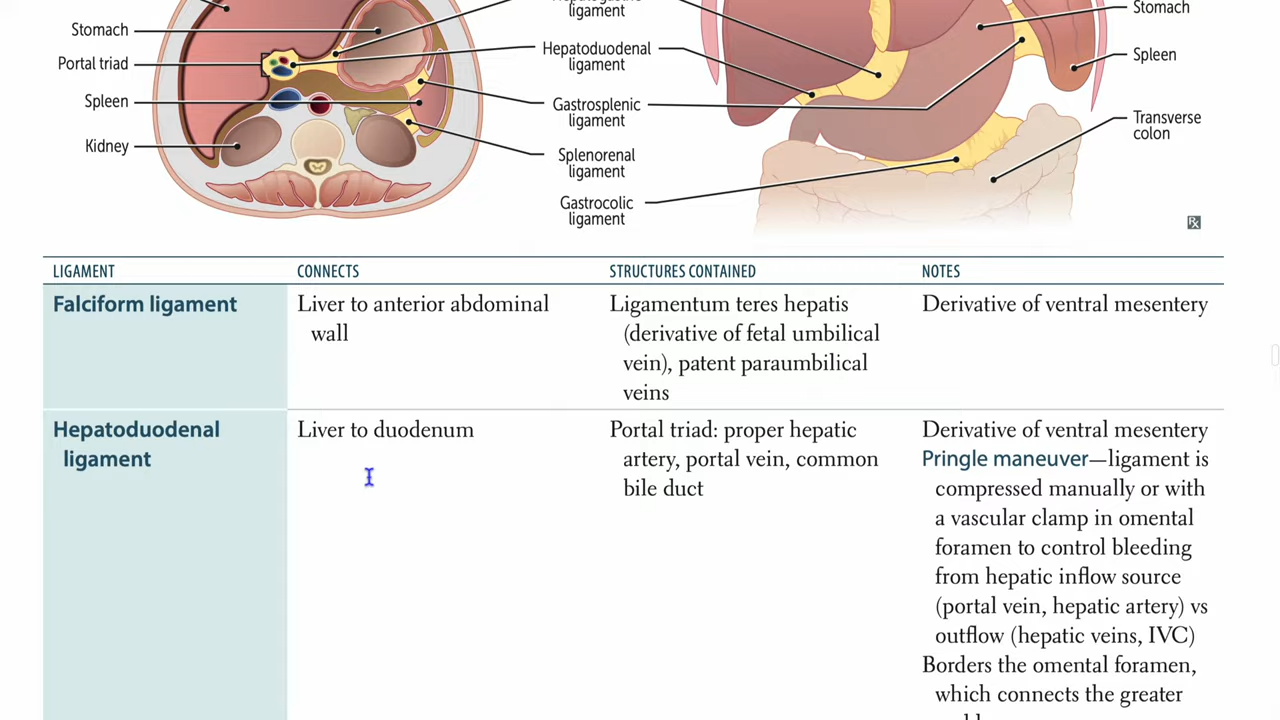 Hepatogastric
ligament
Stomach
Portal triad
Spleen
Kidney
Hepatoduodenal
ligament
Gastrosplenic
ligament
Splenorenal
ligament
Gastrocolic
ligament
Stomach
Spleen
Transverse
colon
Rx
LIGAMENT CONNECTS STRUCTURES CONTAINED NOTES
Falciform ligament
Liver to anterior abdominal
wall
Ligamentum teres hepatis
(derivative of fetal umbilical
vein), patent paraumbilical
veins
Derivative of ventral mesentery
Hepatoduodenal
ligament
Liver to duodenum
Portal triad: proper hepatic
artery, portal vein, common
bile duct
Derivative of ventral mesentery
Pringle maneuver—ligament is
compressed manually or with
a vascular clamp in omental
foramen to control bleeding
from hepatic inflow source
(portal vein, hepatic artery) vs
outflow (hepatic veins, IVC)
Borders the omental foramen,
which connects the greater